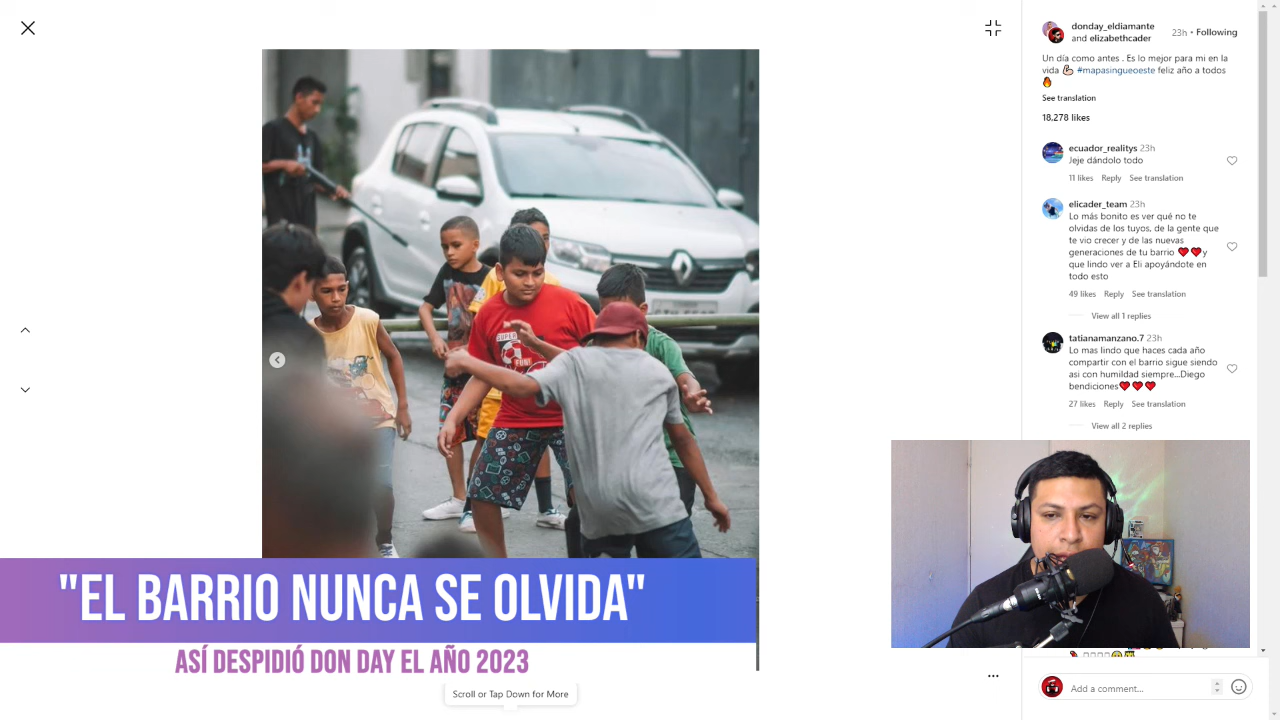 donday_eldiamante
and elizabethcader
23h • Following
Un día como antes . Es lo mejor para mi en la
vida 💪🏻 #mapasingueoeste feliz año a todos
🔥
See translation
18,278 likes
ecuador_realitys 23h
Jeje dándolo todo
11 likes Reply See translation
elicader_team 23h
Lo más bonito es ver qué no te
olvidas de los tuyos, de la gente que
te vio crecer y de las nuevas
generaciones de tu barrio ❤️❤️y
que lindo ver a Eli apoyándote en
todo esto
49 likes Reply See translation
View all 1 replies
tatianamanzano.7 23h
Lo mas lindo que haces cada año
compartir con el barrio sigue siendo
asi con humildad siempre...Diego
bendiciones❤️❤️❤️
27 likes Reply See translation
View all 2 replies
SUPER
"EL BARRIO NUNCA SE OLVIDA"
ASÍ DESPIDIÓ DON DAY EL AÑO 2023
Scroll or Tap Down for More
Add a comment...